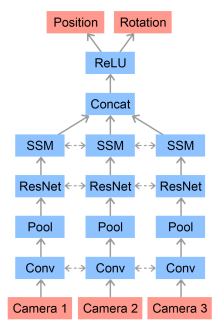 Position Rotation
ReLU
Concat
SSM SSM SSM
ResNet ResNet ResNet
Pool Pool Pool
Conv Conv Conv
Camera 1 Camera 2 Camera 3